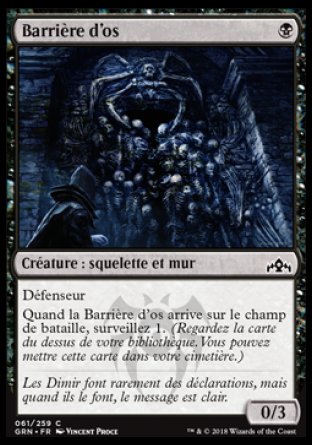 Barrière d'os
Créature : squelette et mur
Défenseur
Quand la Barrière d'os arrive sur le champ
de bataille, surveillez 1. (Regardez la carte
du dessus de votre bibliothèque. Vous pouvez
mettre cette carte dans votre cimetière.)
Les Dimir font rarement des déclarations, mais
quand ils le font, le message est clair.
0/3
061/259 C
GRN • FR Vincent Proce
™ & © 2018 Wizards of the Coast